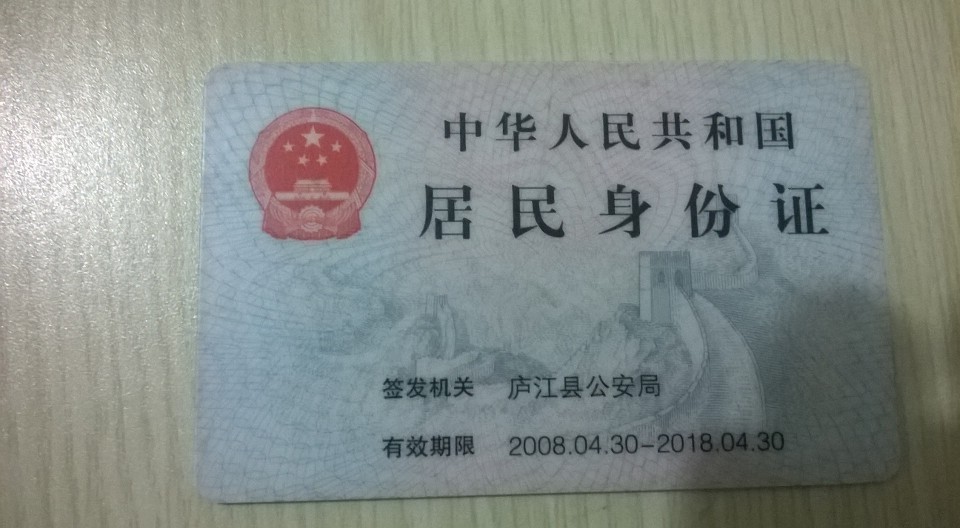 中华人民共和国
居民身份证
签发机关 庐江县公安局
有效期限 2008.04.30-2018.04.30